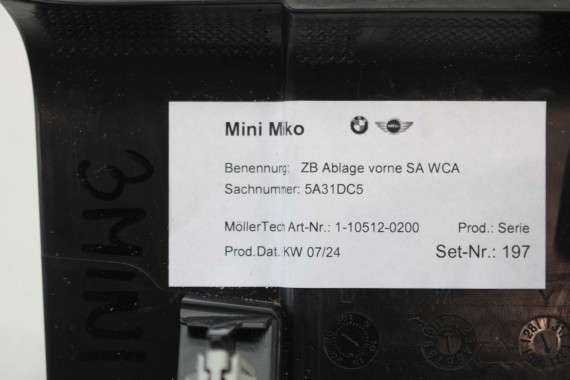 Mini Miko
Benennung: ZB Ablage vorne SA WCA
Sachnummer: 5A31DC5
MöllerTech Art-Nr.: 1-10512-0200 Prod.: Serie
Prod.Dat. KW 07/24 Set-Nr.: 197
3MINI